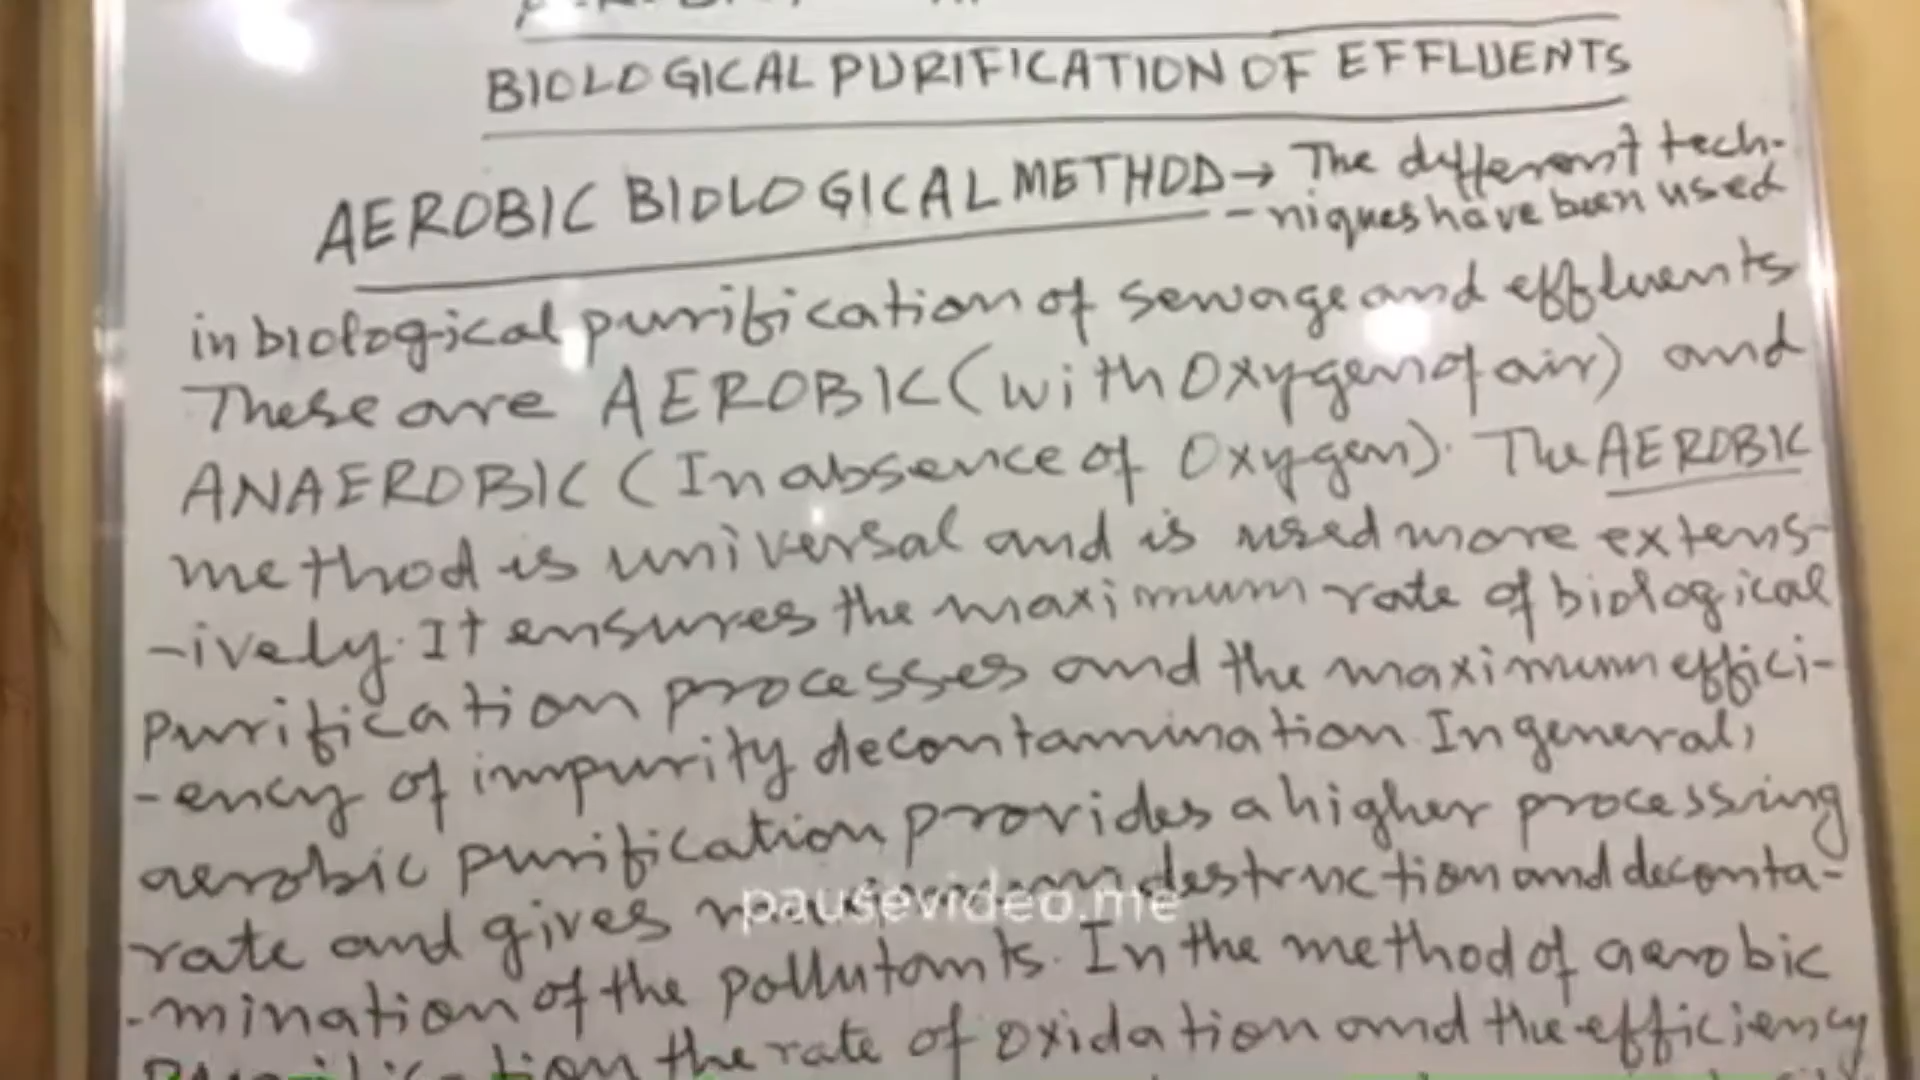 BIOLOGICAL PURIFICATION OF EFFLUENTS
AEROBIC BIOLOGICAL METHOD → The different tech-
- niques have been used
in biological purification of sewage and effluents
These are AEROBIC (with Oxygen of air) and
ANAEROBIC (In absence of Oxygen). The AEROBIC
method is universal and is used more extens-
-ively. It ensures the maximum rate of biological
purification processes and the maximum effici-
-ency of impurity decontamination. In general,
aerobic purification provides a higher processing
rate and gives destruction and deconta-
-mination of the pollutants. In the method of aerobic
purification the rate of oxidation and the efficiency
pausevideo.me